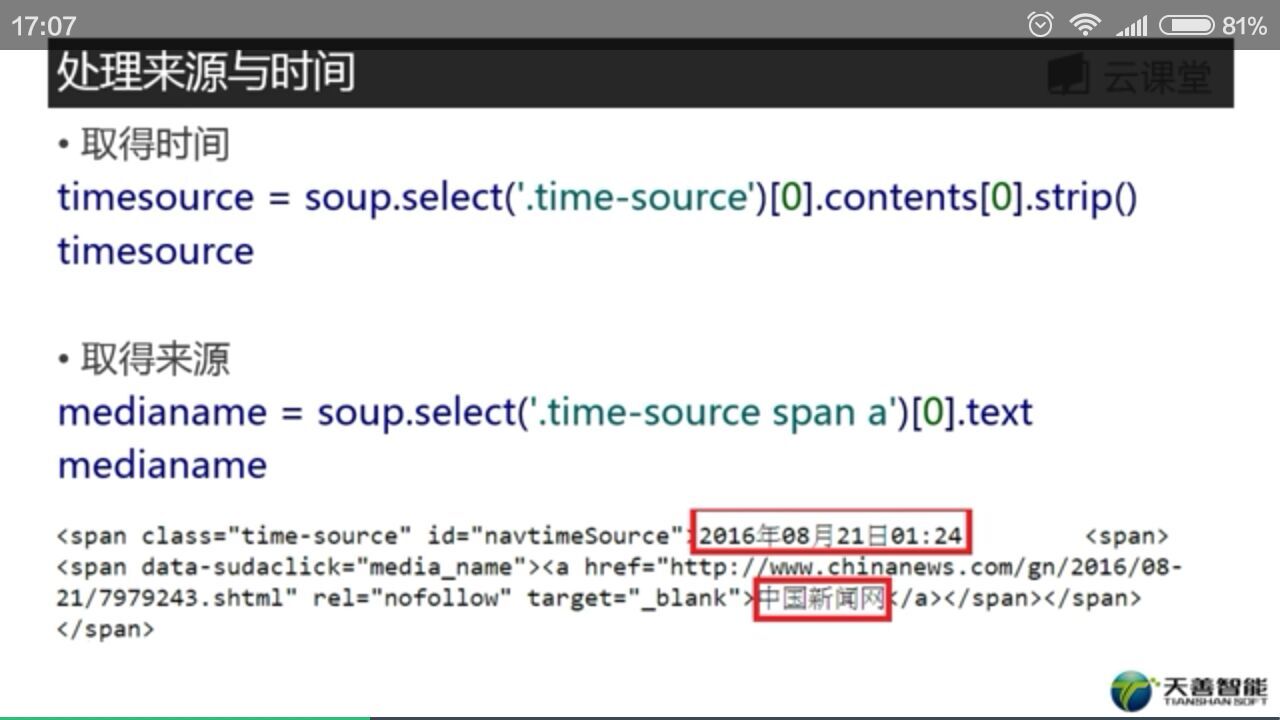 17:07
81%
处理来源与时间
云课堂
• 取得时间
timesource = soup.select('.time-source')[0].contents[0].strip()
timesource
• 取得来源
medianame = soup.select('.time-source span a')[0].text
medianame
<span class="time-source" id="navtimeSource">2016年08月21日01:24 <span>
<span data-sudaclick="media_name"><a href="http://www.chinanews.com/gn/2016/08-
21/7979243.shtml" rel="nofollow" target="_blank">中国新闻网</a></span></span>
</span>
天善智能
TIANSHANSOFT